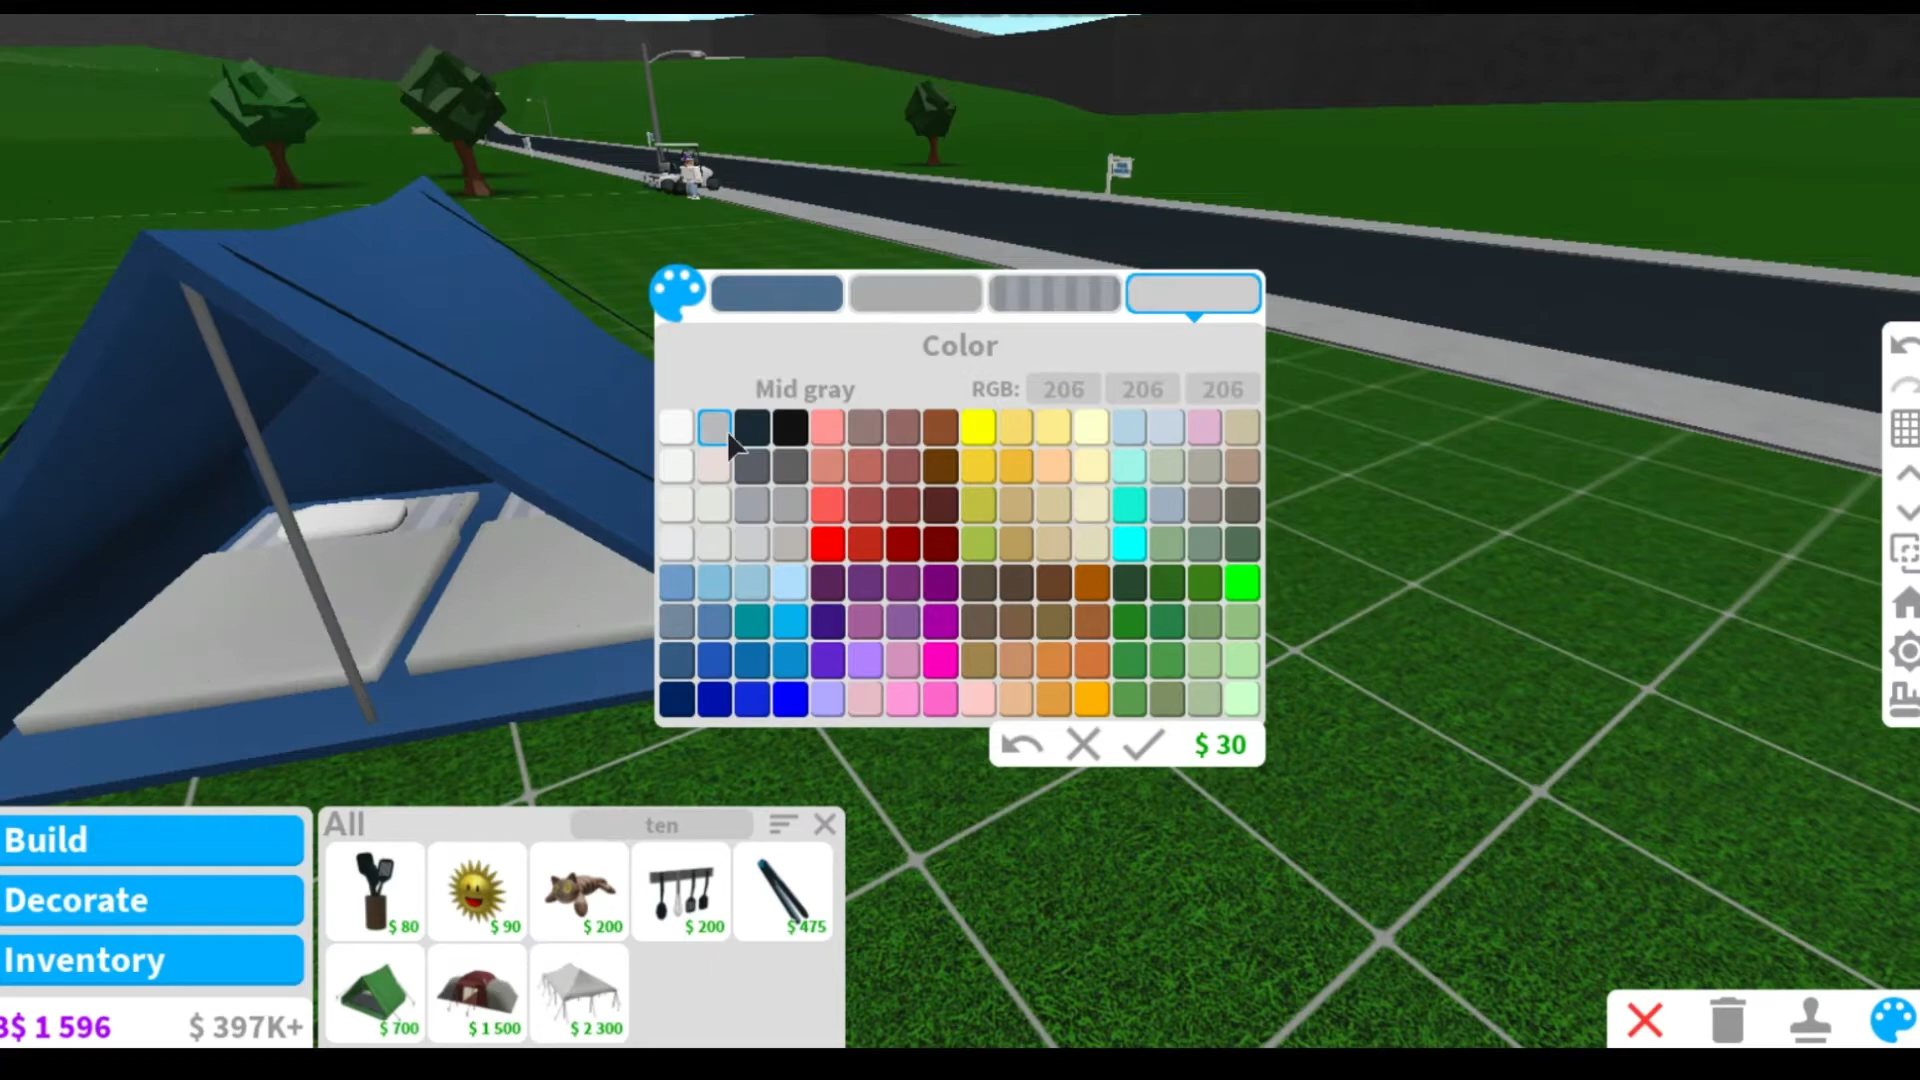 Color
Mid gray RGB: 206 206 206
$ 30
Build
Decorate
Inventory
B$ 1 596 $ 397K+
All ten
$ 80 $ 90 $ 200 $ 200 $ 475
$ 700 $ 1 500 $ 2 300